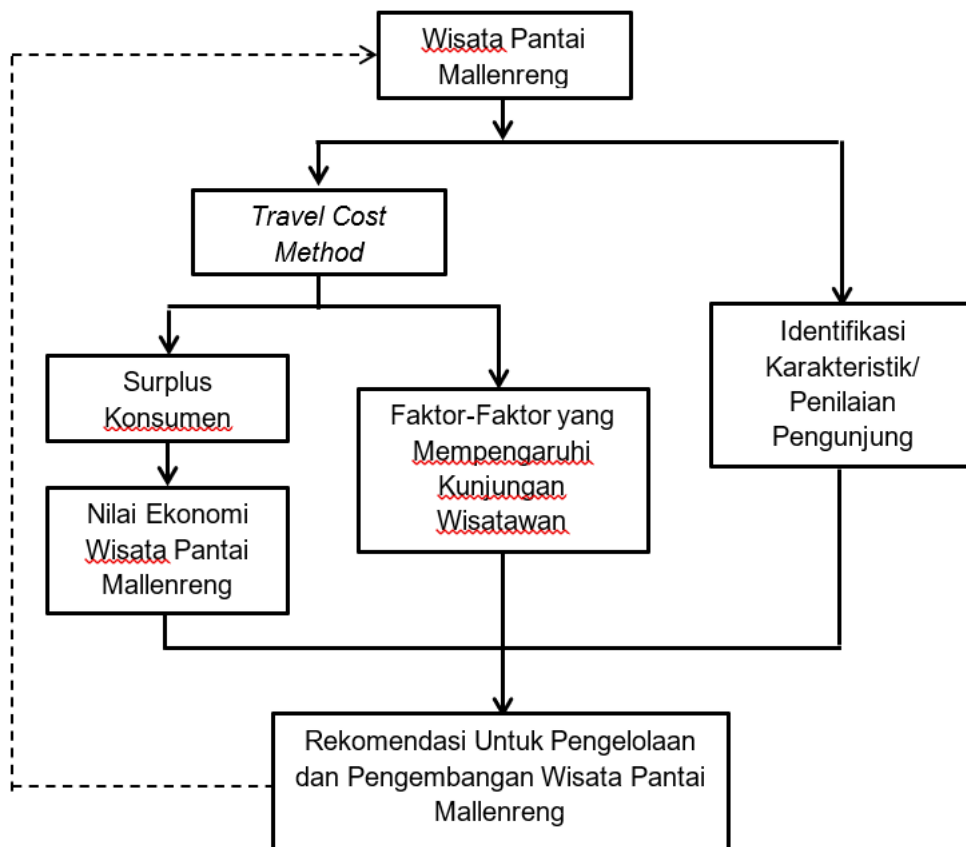 Wisata Pantai
Mallenreng
Travel Cost
Method
Surplus
Konsumen
Nilai Ekonomi
Wisata Pantai
Mallenreng
Faktor-Faktor yang
Mempengaruhi
Kunjungan
Wisatawan
Identifikasi
Karakteristik/
Penilaian
Pengunjung
Rekomendasi Untuk Pengelolaan
dan Pengembangan Wisata Pantai
Mallenreng